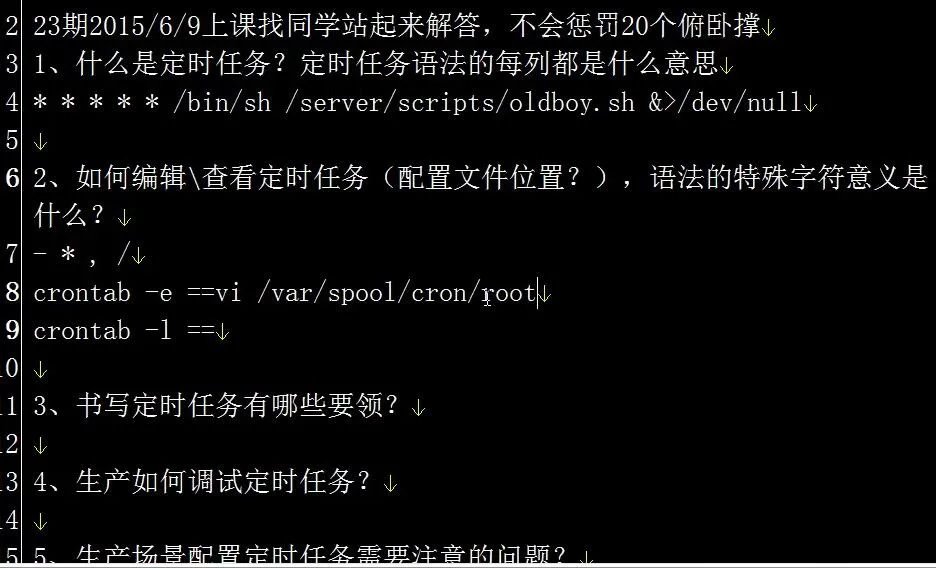 2 23期2015/6/9上课找同学站起来解答，不会惩罚20个俯卧撑↓
3 1、什么是定时任务？定时任务语法的每列都是什么意思↓
4 * * * * * /bin/sh /server/scripts/oldboy.sh &>/dev/null↓
5 ↓
6 2、如何编辑\查看定时任务（配置文件位置？），语法的特殊字符意义是
什么？↓
7 - * , /↓
8 crontab -e ==vi /var/spool/cron/root↓
9 crontab -l ==↓
10 ↓
11 3、书写定时任务有哪些要领？↓
12 ↓
13 4、生产如何调试定时任务？↓
14 ↓
15 5、生产场景配置定时任务需要注意的问题？↓